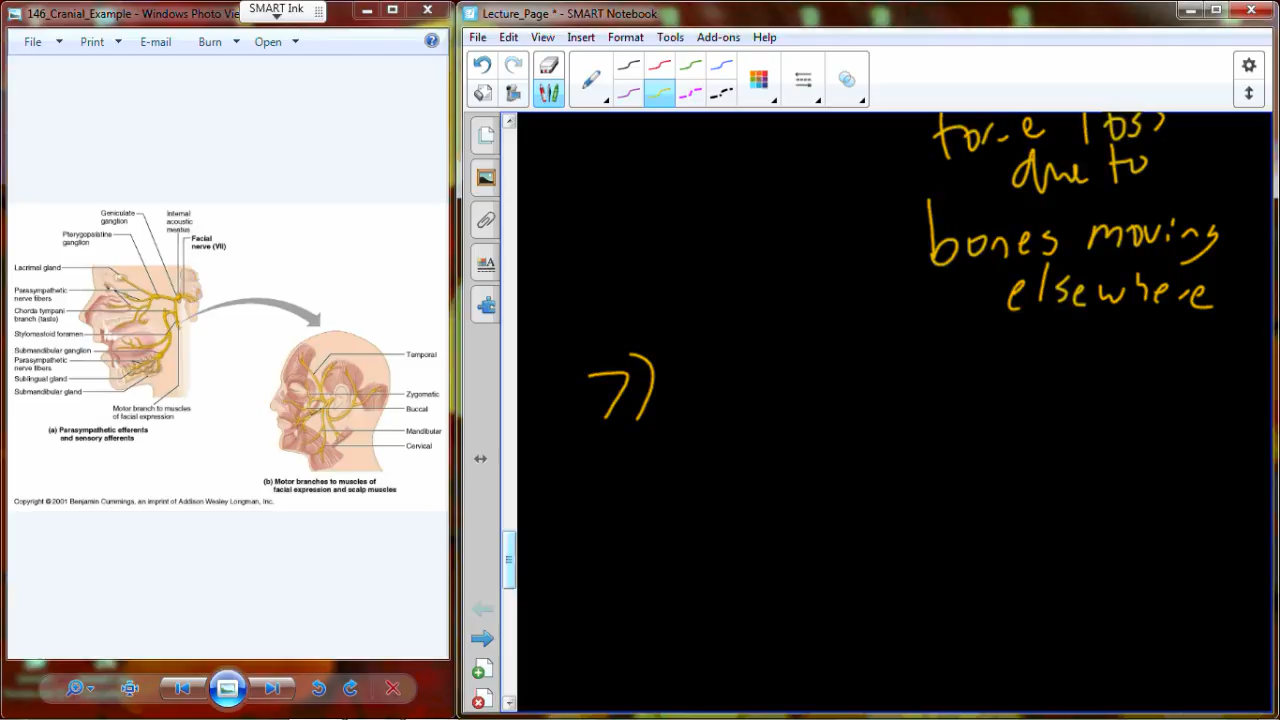 146_Cranial_Example - Windows Photo Vie
SMART Ink
File Print E-mail Burn Open
Geniculate
ganglion
Internal
acoustic
meatus
Pterygopalatine
ganglion
Facial
nerve (VII)
Lacrimal gland
Parasympathetic
nerve fibers
Chorda tympani
branch (taste)
Stylomastoid foramen
Submandibular ganglion
Parasympathetic
nerve fibers
Sublingual gland
Submandibular gland
Motor branch to muscles
of facial expression
(a) Parasympathetic efferents
and sensory afferents
Temporal
Zygomatic
Buccal
Mandibular
Cervical
(b) Motor branches to muscles of
facial expression and scalp muscles
Copyright © 2001 Benjamin Cummings, an imprint of Addison Wesley Longman, Inc.
Lecture_Page * - SMART Notebook
File Edit View Insert Format Tools Add-ons Help
loss
due to
bones moving
elsewhere
7)